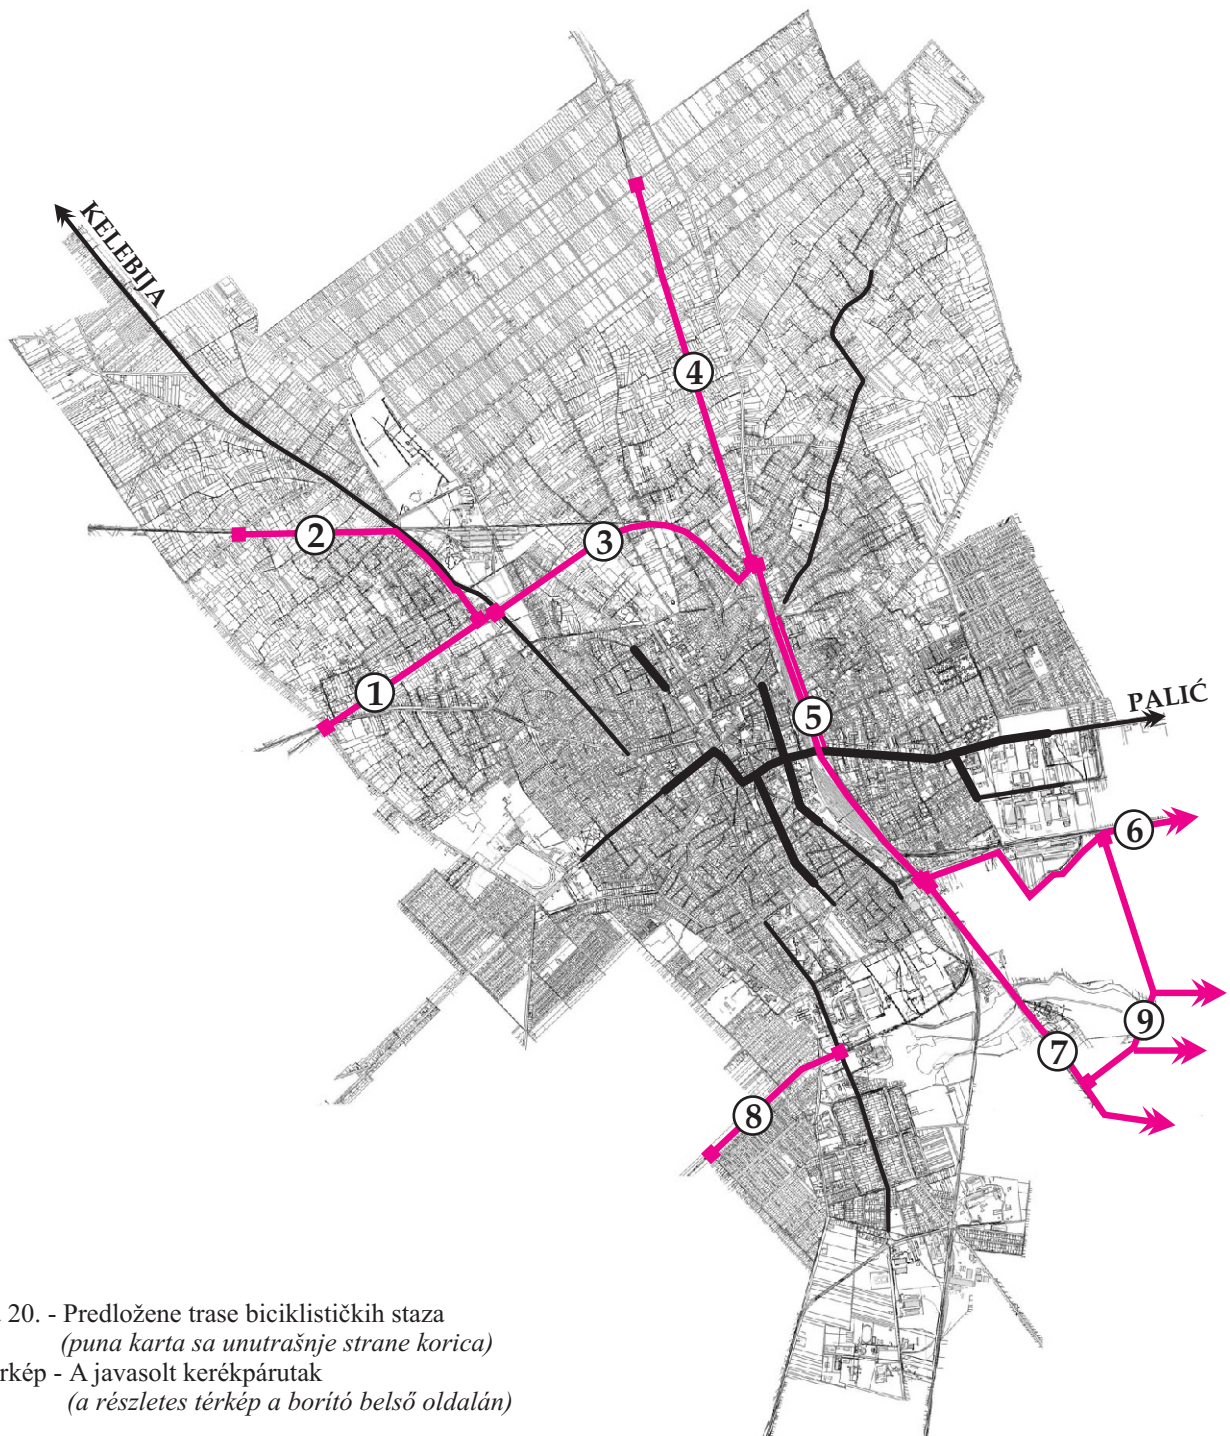 KELEBIJA
4
2
3
1
5
PALIĆ
6
9
7
8
20. - Predložene trase biciklističkih staza
(puna karta sa unutrašnje strane korica)
rkép - A javasolt kerékpárutak
(a részletes térkép a borító belső oldalán)